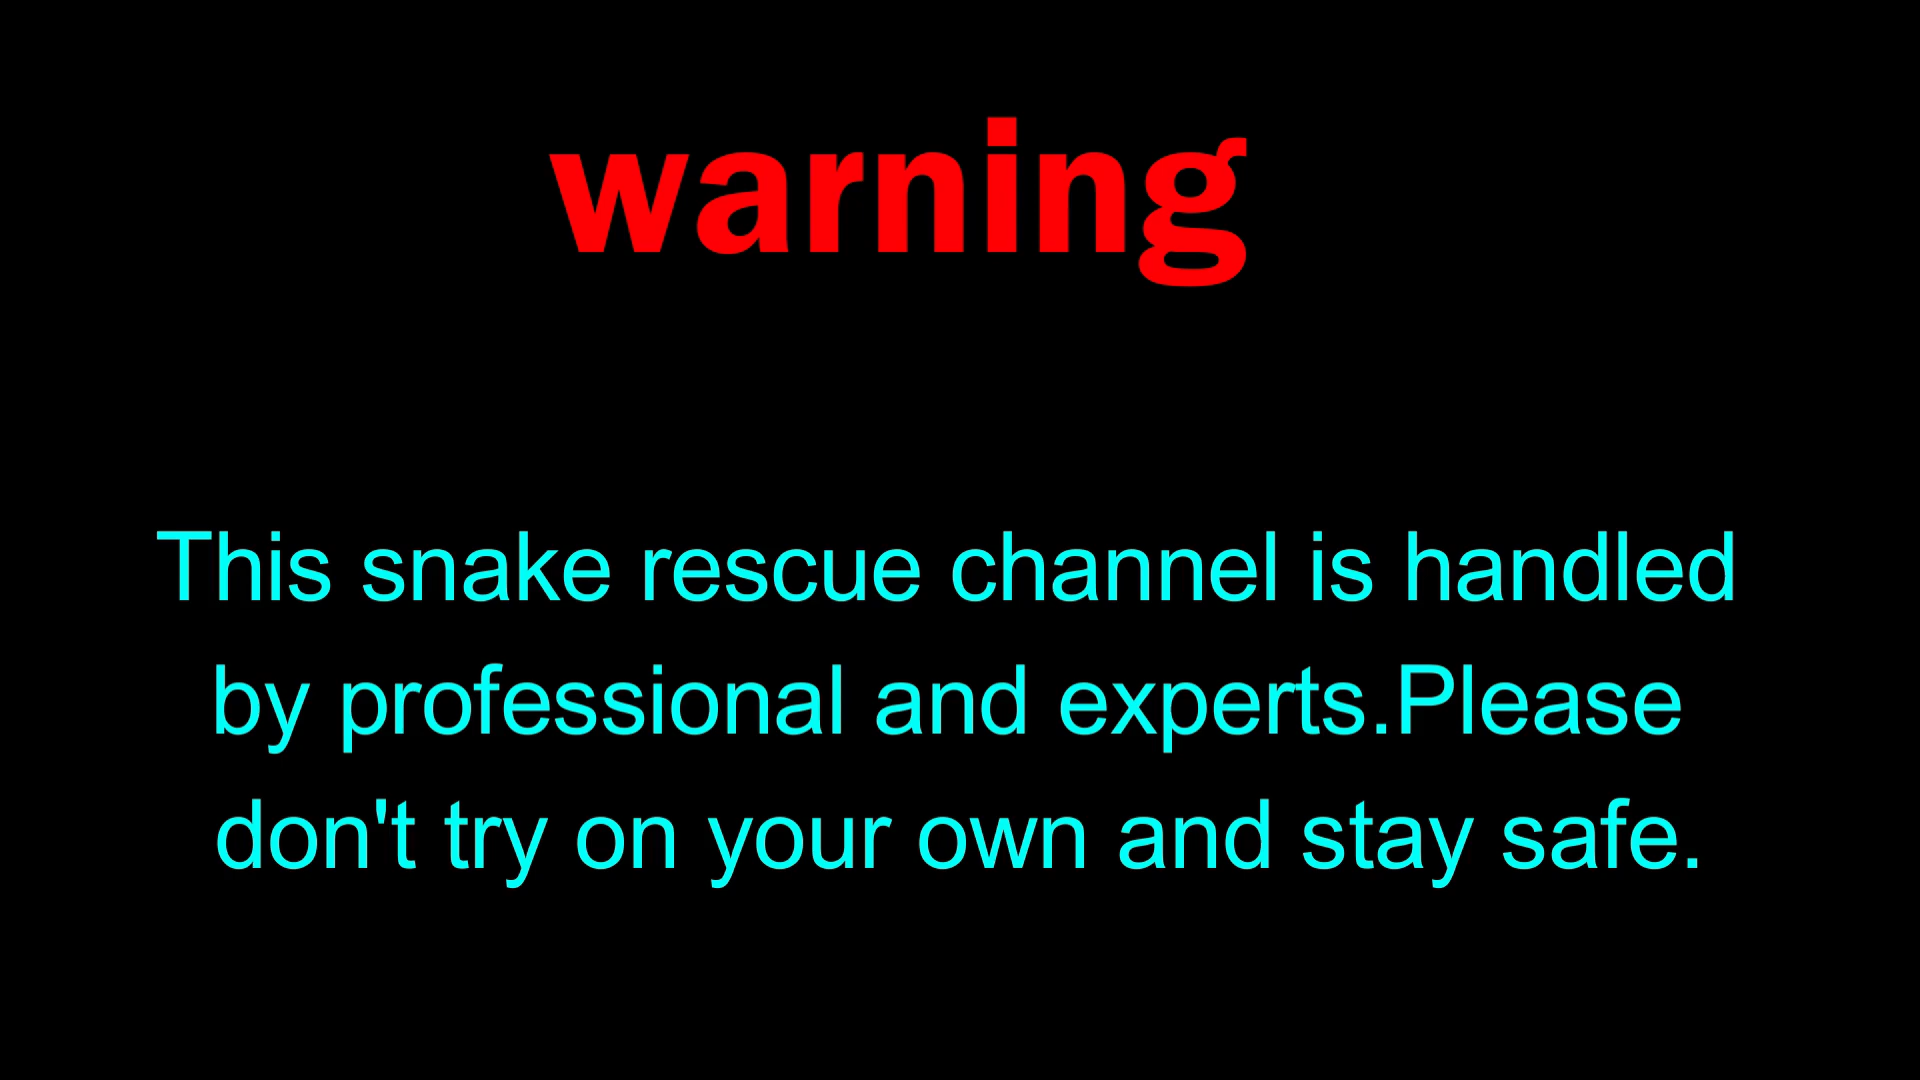 warning
This snake rescue channel is handled
by professional and experts.Please
don't try on your own and stay safe.